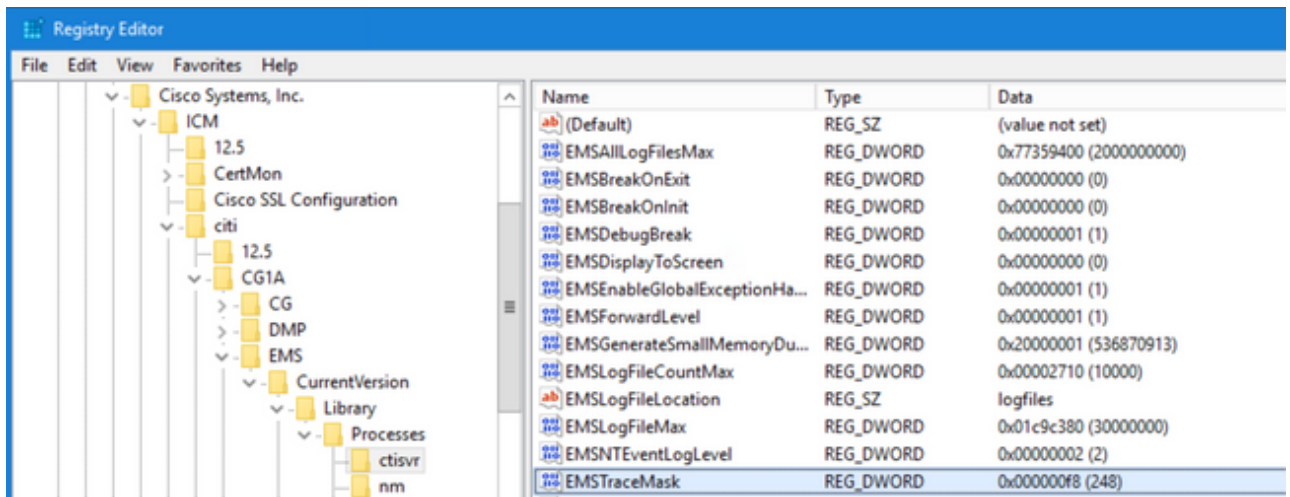 Registry Editor
File Edit View Favorites Help
Cisco Systems, Inc.
ICM
12.5
CertMon
Cisco SSL Configuration
citi
12.5
CG1A
CG
DMP
EMS
CurrentVersion
Library
Processes
ctisvr
nm
Name Type Data
(Default) REG_SZ (value not set)
EMSAllLogFilesMax REG_DWORD 0x77359400 (2000000000)
EMSBreakOnExit REG_DWORD 0x00000000 (0)
EMSBreakOnInit REG_DWORD 0x00000000 (0)
EMSDebugBreak REG_DWORD 0x00000001 (1)
EMSDisplayToScreen REG_DWORD 0x00000000 (0)
EMSEnableGlobalExceptionHa... REG_DWORD 0x00000001 (1)
EMSForwardLevel REG_DWORD 0x00000001 (1)
EMSGenerateSmallMemoryDu... REG_DWORD 0x20000001 (536870913)
EMSLogFileCountMax REG_DWORD 0x00002710 (10000)
EMSLogFileLocation REG_SZ logfiles
EMSLogFileMax REG_DWORD 0x01c9c380 (30000000)
EMSNTEventLogLevel REG_DWORD 0x00000002 (2)
EMSTraceMask REG_DWORD 0x000000f8 (248)